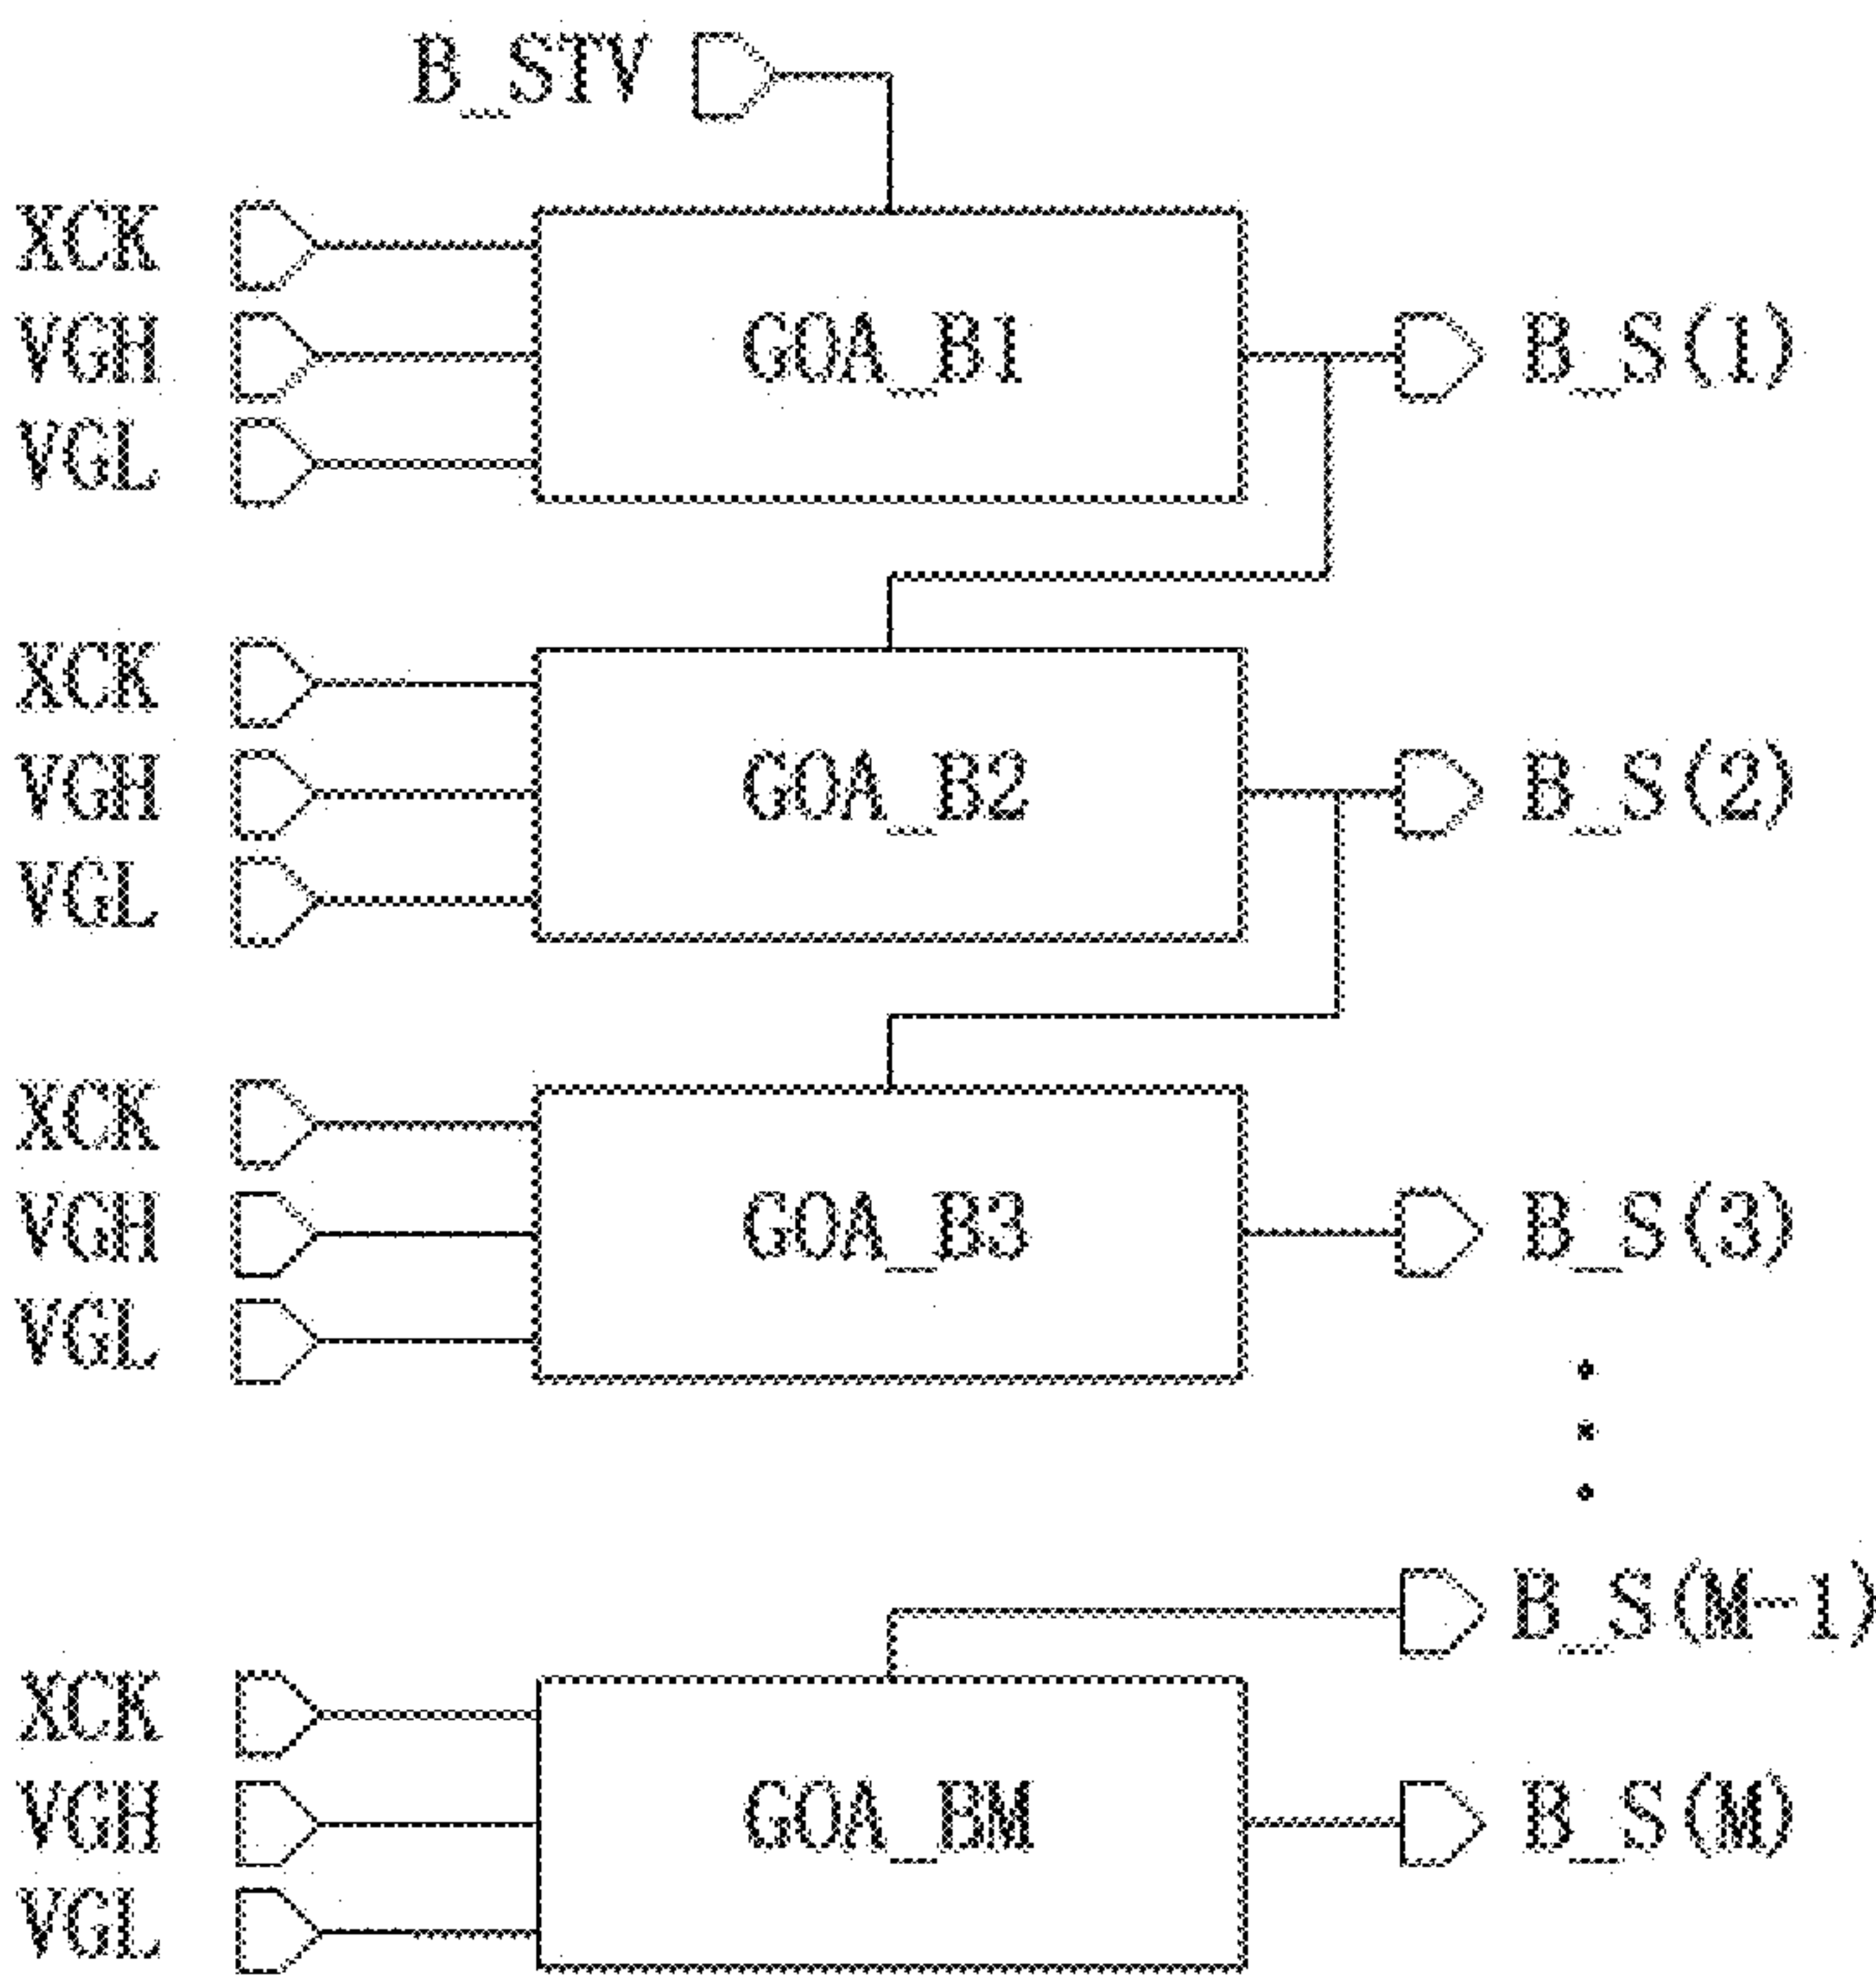 B_STV
XCK
VGH GOA_B1 B_S(1)
VGL
XCK
VGH GOA_B2 B_S(2)
VGL
XCK
VGH GOA_B3 B_S(3)
VGL
B_S(M-1)
XCK
VGH GOA_BM B_S(M)
VGL